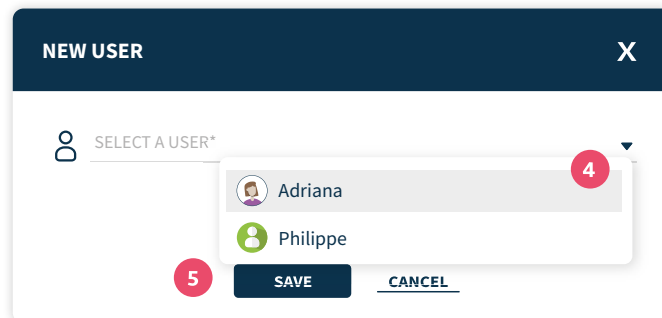 NEW USER X
SELECT A USER*
4
Adriana
Philippe
5 SAVE CANCEL